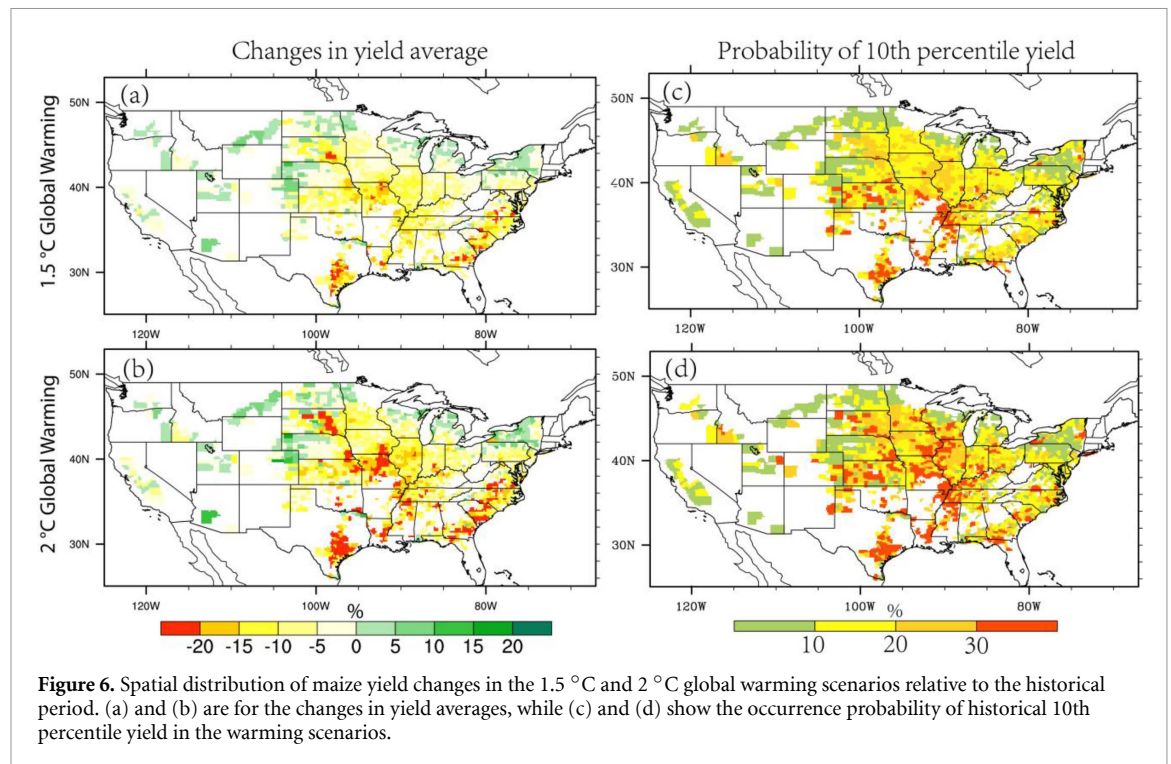 Changes in yield average
Probability of 10th percentile yield
1.5 °C Global Warming
(a)
50N
40N
30N
120W 100W 80W
(c)
50N
40N
30N
120W 100W 80W
2 °C Global Warming
(b)
50N
40N
30N
120W 100W 80W
(d)
50N
40N
30N
120W 100W 80W
%
-20 -15 -10 -5 0 5 10 15 20
%
10 20 30
Figure 6. Spatial distribution of maize yield changes in the 1.5 °C and 2 °C global warming scenarios relative to the historical
period. (a) and (b) are for the changes in yield averages, while (c) and (d) show the occurrence probability of historical 10th
percentile yield in the warming scenarios.